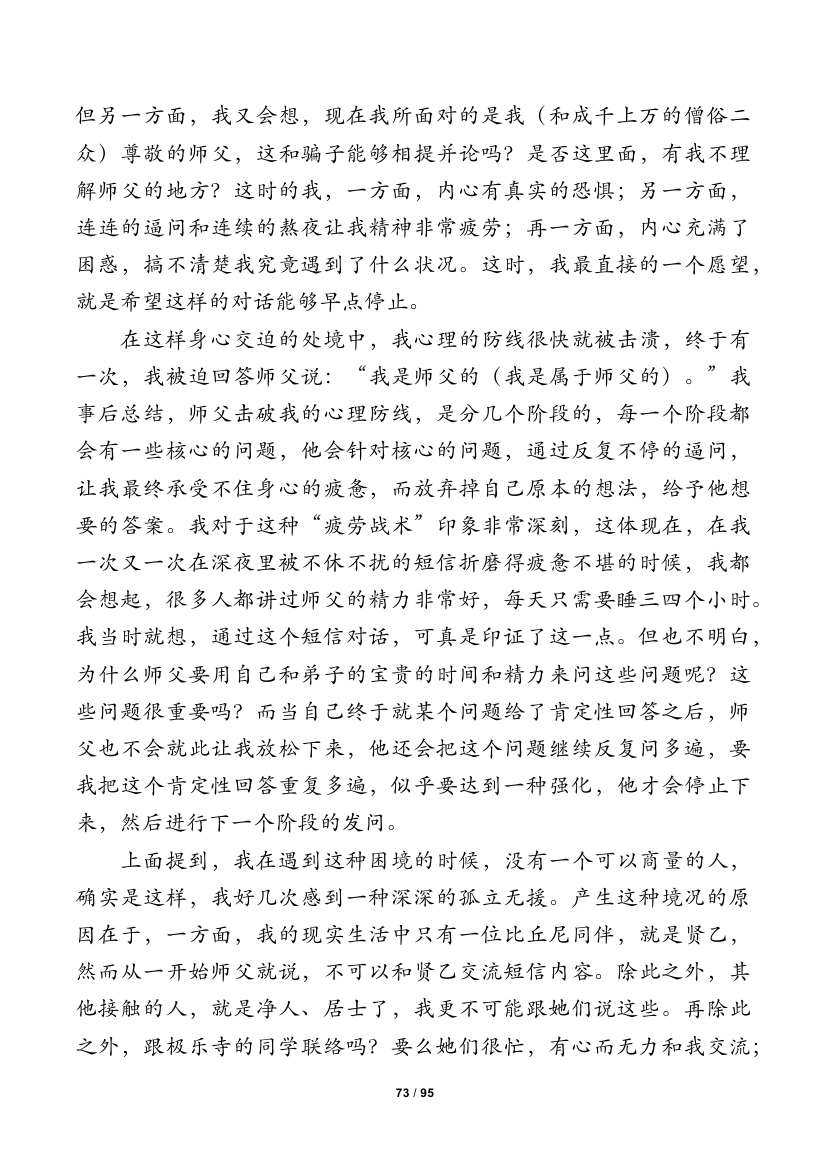 但另一方面，我又会想，现在我所面对的是我（和成千上万的僧俗二
众）尊敬的师父，这和骗子能够相提并论吗？是否这里面，有我不理
解师父的地方？这时的我，一方面，内心有真实的恐惧；另一方面，
连连的逼问和连续的熬夜让我精神非常疲劳；再一方面，内心充满了
困惑，搞不清楚我究竟遇到了什么状况。这时，我最直接的一个愿望，
就是希望这样的对话能够早点停止。
在这样身心交迫的处境中，我心理的防线很快就被击溃，终于有
一次，我被迫回答师父说：“我是师父的（我是属于师父的）。”我
事后总结，师父击破我的心理防线，是分几个阶段的，每一个阶段都
会有一些核心的问题，他会针对核心的问题，通过反复不停的逼问，
让我最终承受不住身心的疲惫，而放弃掉自己原本的想法，给予他想
要的答案。我对于这种“疲劳战术”印象非常深刻，这体现在，在我
一次又一次在深夜里被不休不扰的短信折磨得疲惫不堪的时候，我都
会想起，很多人都讲过师父的精力非常好，每天只需要睡三四个小时。
我当时就想，通过这个短信对话，可真是印证了这一点。但也不明白，
为什么师父要用自己和弟子的宝贵的时间和精力来问这些问题呢？这
些问题很重要吗？而当自己终于就某个问题给了肯定性回答之后，师
父也不会就此让我放松下来，他还会把这个问题继续反复问多遍，要
我把这个肯定性回答重复多遍，似乎要达到一种强化，他才会停止下
来，然后进行下一个阶段的发问。
上面提到，我在遇到这种困境的时候，没有一个可以商量的人，
确实是这样，我好几次感到一种深深的孤立无援。产生这种境况的原
因在于，一方面，我的现实生活中只有一位比丘尼同伴，就是贤乙，
然而从一开始师父就说，不可以和贤乙交流短信内容。除此之外，其
他接触的人，就是净人、居士了，我更不可能跟她们说这些。再除此
之外，跟极乐寺的同学联络吗？要么她们很忙，有心而无力和我交流；
73 / 95